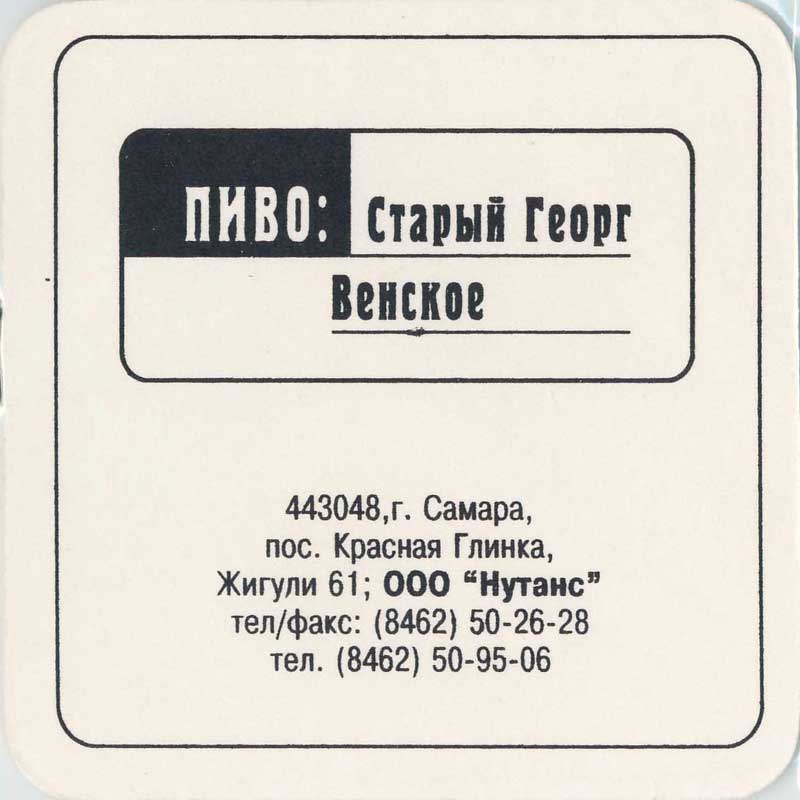 ПИВО: Старый Георг
Венское
443048,г. Самара,
пос. Красная Глинка,
Жигули 61; ООО "Нутанс"
тел/факс: (8462) 50-26-28
тел. (8462) 50-95-06